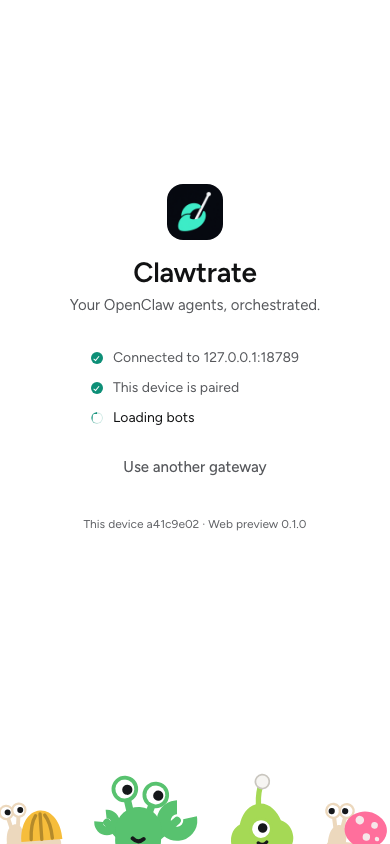 Clawtrate
Your OpenClaw agents, orchestrated.
Connected to 127.0.0.1:18789
This device is paired
Loading bots
Use another gateway
This device a41c9e02 · Web preview 0.1.0